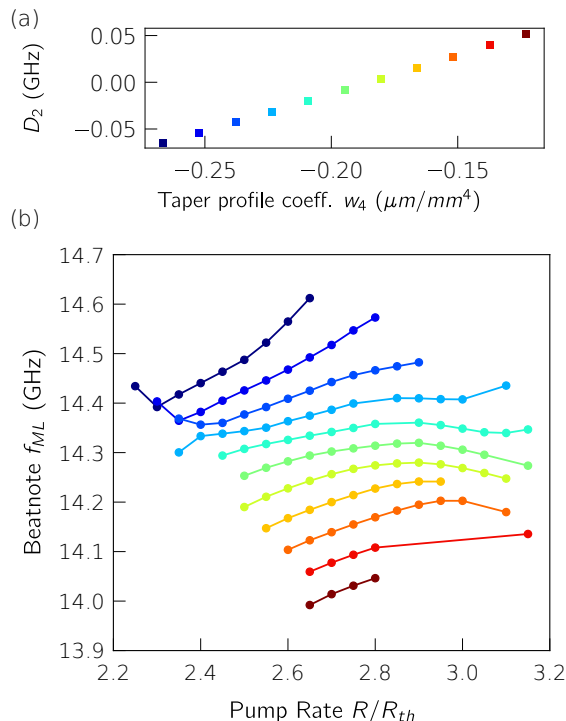 (a)
0.05
0.00
−0.05
D₂ (GHz)
−0.25 −0.20 −0.15
Taper profile coeff. w₄ (μm/mm⁴)
(b)
14.7
14.6
14.5
14.4
14.3
14.2
14.1
14.0
13.9
Beatnote f_ML (GHz)
2.2 2.4 2.6 2.8 3.0 3.2
Pump Rate R/R_th